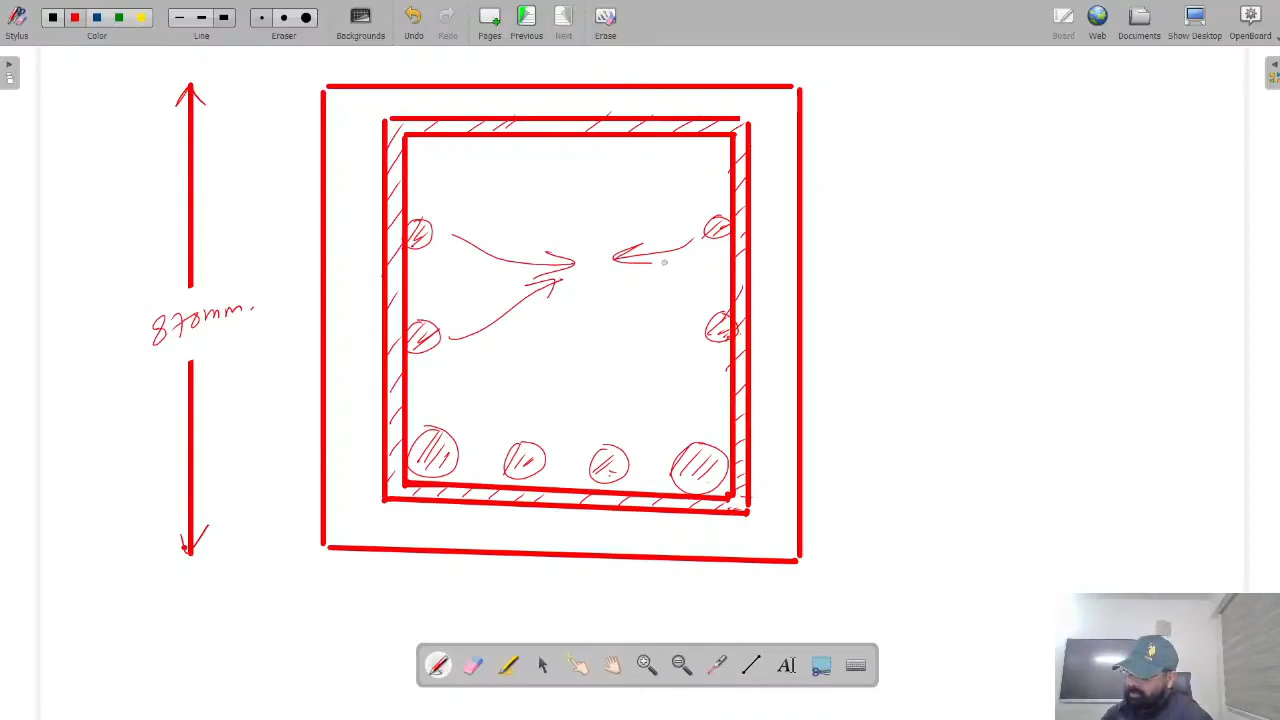 Stylus
Color
Line
Eraser
Backgrounds
Undo
Redo
Pages
Previous
Next
Erase
Board
Web
Documents
Show Desktop
OpenBoard
870mm.